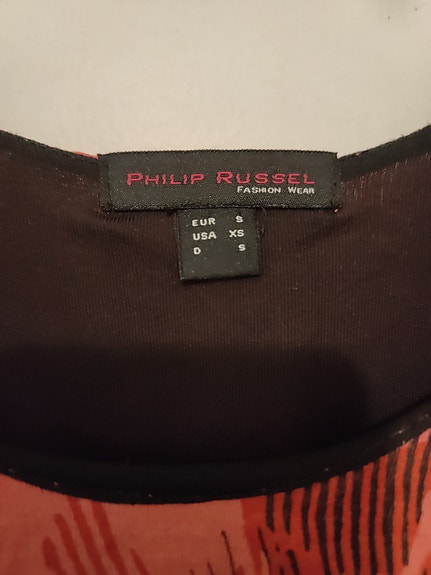 PHILIP RUSSEL
FASHION WEAR
EUR S
USA XS
D S